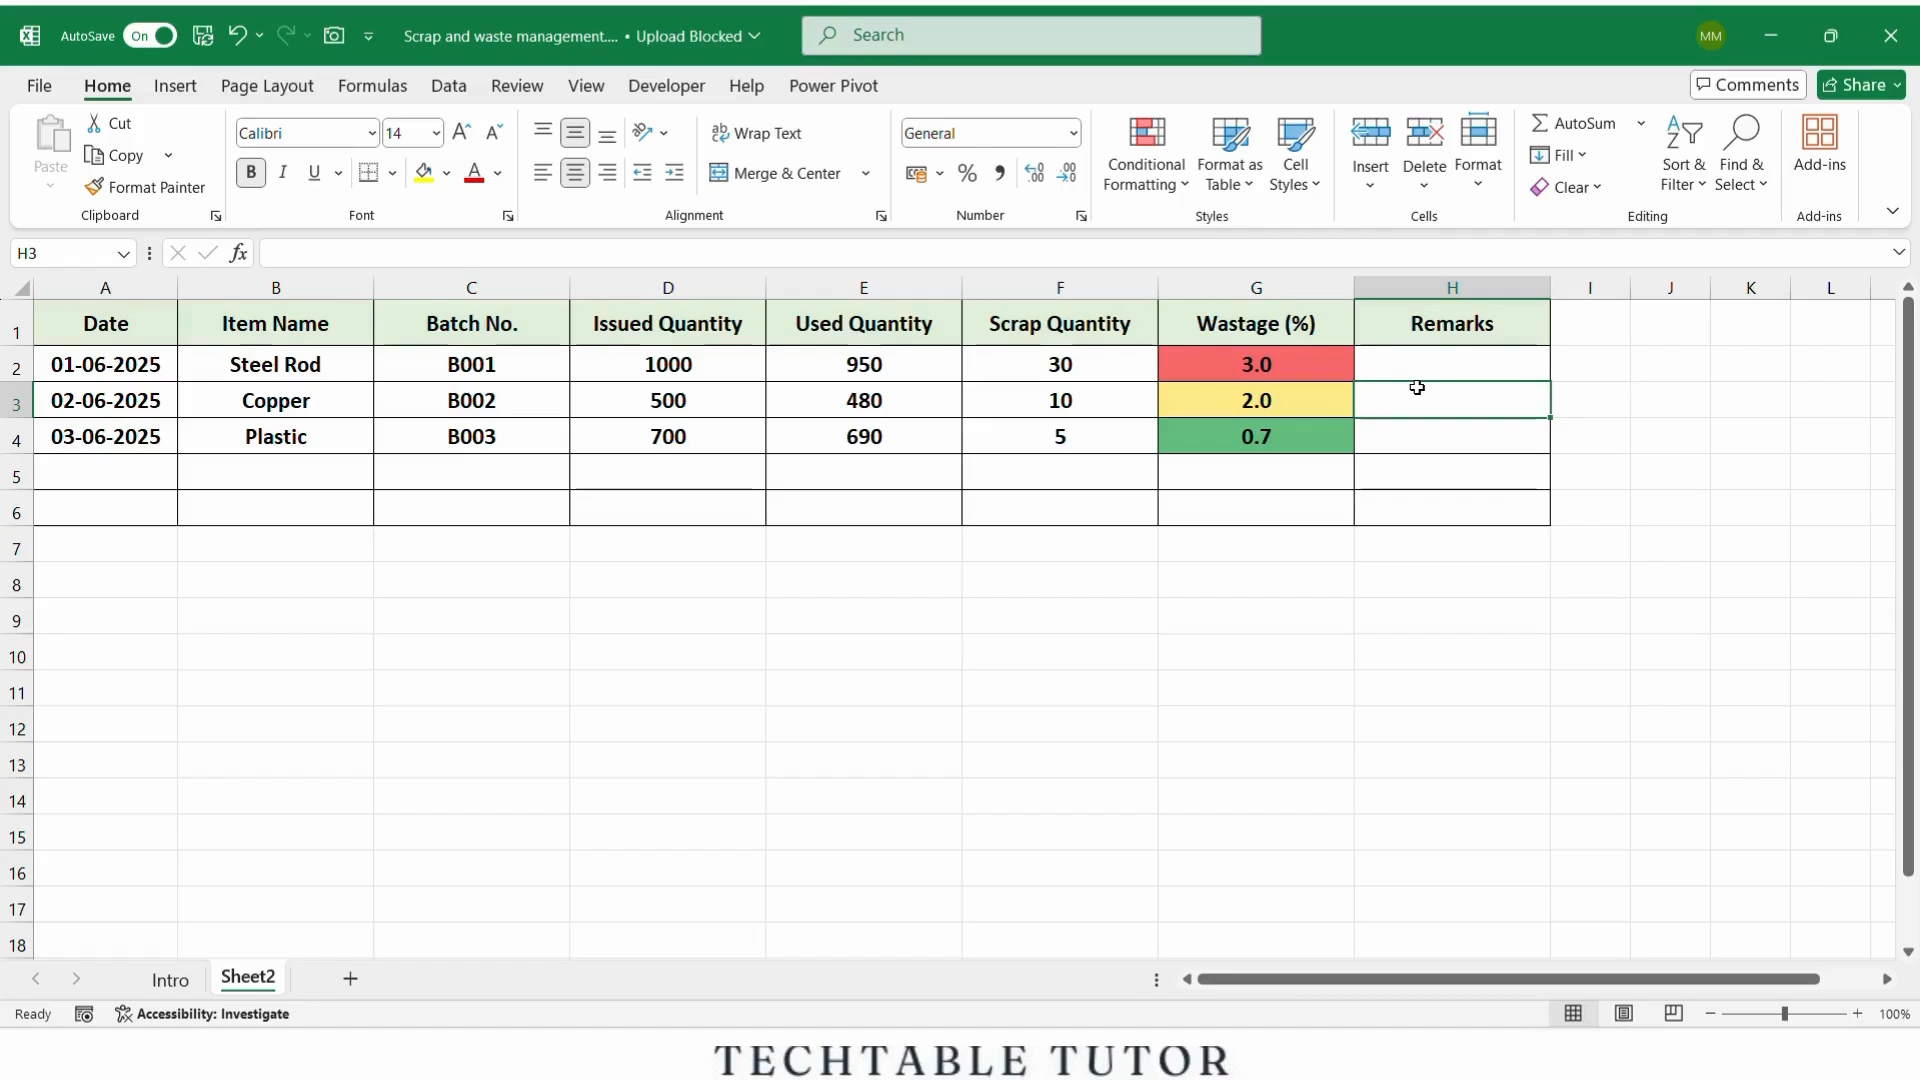 AutoSave On Scrap and waste management.... • Upload Blocked Search MM
File Home Insert Page Layout Formulas Data Review View Developer Help Power Pivot Comments Share
Paste Cut Copy Format Painter Clipboard
Calibri 14 A A B I U A Font
ab Wrap Text Merge & Center Alignment
General % Number
Conditional Formatting Format as Table Cell Styles Styles
Insert Delete Format Cells
AutoSum Fill Clear Sort & Filter Find & Select Editing
Add-ins Add-ins
H3 fx
A B C D E F G H I J K L
1 Date Item Name Batch No. Issued Quantity Used Quantity Scrap Quantity Wastage (%) Remarks
2 01-06-2025 Steel Rod B001 1000 950 30 3.0
3 02-06-2025 Copper B002 500 480 10 2.0
4 03-06-2025 Plastic B003 700 690 5 0.7
5
6
7
8
9
10
11
12
13
14
15
16
17
18
Intro Sheet2
Ready Accessibility: Investigate 100%
TECHTABLE TUTOR